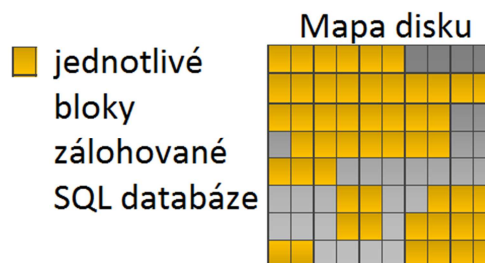 Mapa disku
jednotlivé
bloky
zálohované
SQL databáze